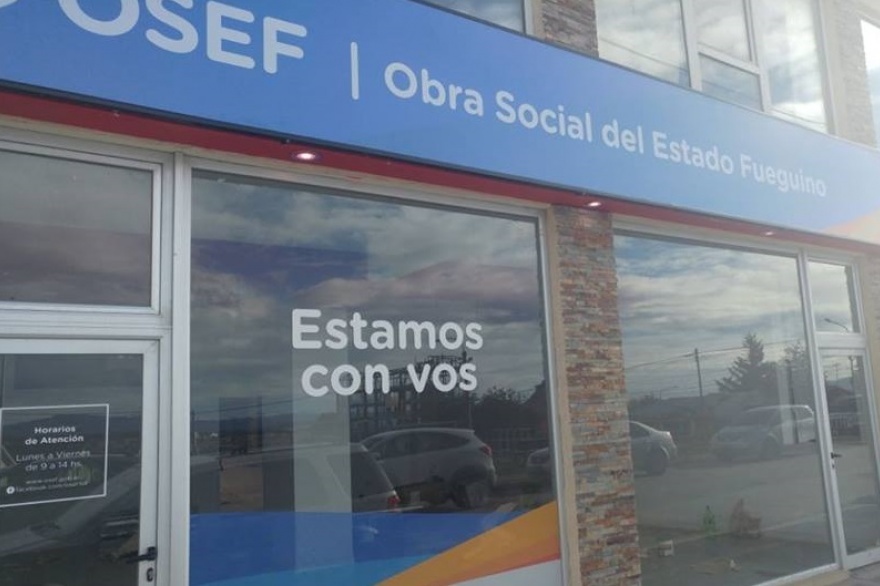 OSEF | Obra Social del Estado Fueguino
Estamos
con vos
Horarios
de Atención
Lunes a Viernes
de 9 a 14 hs